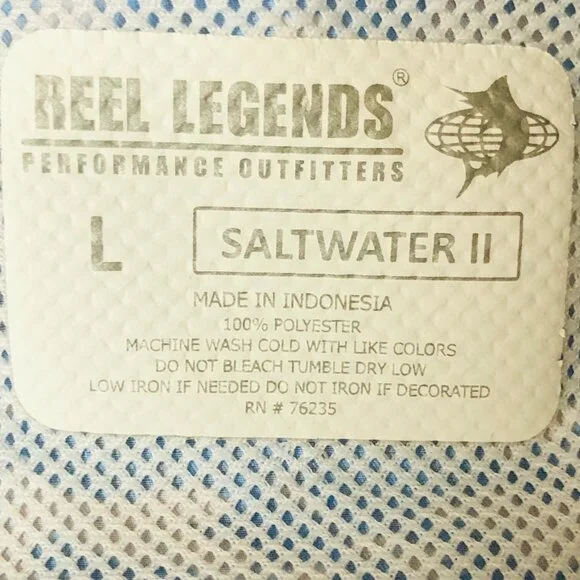 REEL LEGENDS®
PERFORMANCE OUTFITTERS
L SALTWATER II
MADE IN INDONESIA
100% POLYESTER
MACHINE WASH COLD WITH LIKE COLORS
DO NOT BLEACH TUMBLE DRY LOW
LOW IRON IF NEEDED DO NOT IRON IF DECORATED
RN # 76235